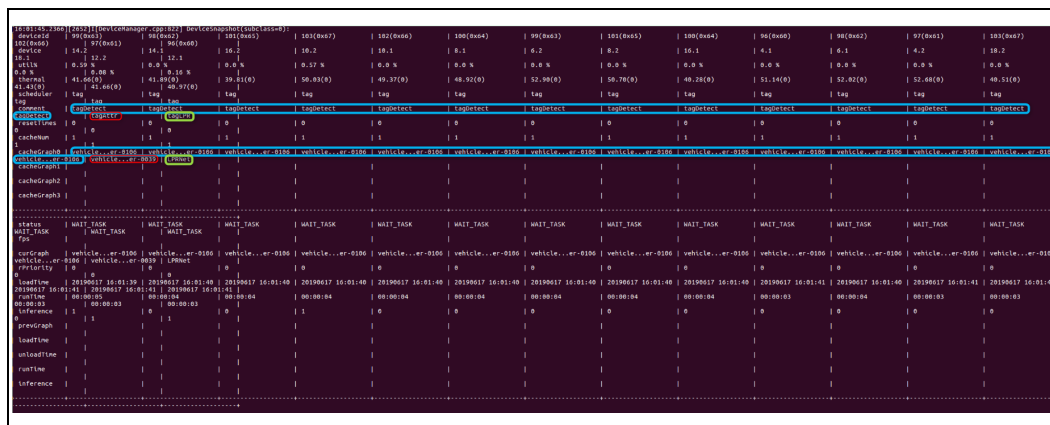 [16:01:45.2366][2652]I[DeviceManager.cpp:822] DeviceSnapshot(subclass=0):
deviceId | 99(0x63) | 98(0x62) | 101(0x65) | 103(0x67) | 102(0x66) | 100(0x64) | 99(0x63) | 101(0x65) | 100(0x64) | 96(0x60) | 98(0x62) | 97(0x61) | 103(0x67)
102(0x66) | 97(0x61) | 96(0x60)
device | 14.2 | 14.1 | 16.2 | 10.2 | 10.1 | 8.1 | 6.2 | 8.2 | 16.1 | 4.1 | 6.1 | 4.2 | 18.2
18.1 | 12.2 | 12.1
util% | 0.59 % | 0.0 % | 0.0 % | 0.57 % | 0.0 % | 0.0 % | 0.0 % | 0.0 % | 0.0 % | 0.0 % | 0.0 % | 0.0 % | 0.0 %
0.0 % | 0.08 % | 0.16 %
thermal | 41.66(0) | 41.89(0) | 39.81(0) | 50.03(0) | 49.37(0) | 48.92(0) | 52.90(0) | 50.70(0) | 40.28(0) | 51.14(0) | 52.02(0) | 52.68(0) | 40.51(0)
41.43(0) | 41.66(0) | 40.97(0)
scheduler | tag | tag | tag | tag | tag | tag | tag | tag | tag | tag | tag | tag | tag
tag | tag | tag
comment | tagDetect | tagDetect | tagDetect | tagDetect | tagDetect | tagDetect | tagDetect | tagDetect | tagDetect | tagDetect | tagDetect | tagDetect | tagDetect
tagDetect | tagAttr | tagLPR
resetTimes | 0 | 0 | 0 | 0 | 0 | 0 | 0 | 0 | 0 | 0 | 0 | 0 | 0
0 | 0 | 0
cacheNum | 1 | 1 | 1 | 1 | 1 | 1 | 1 | 1 | 1 | 1 | 1 | 1 | 1
1 | 1 | 1
cacheGraph0 | vehicle...er-0106 | vehicle...er-0106 | vehicle...er-0106 | vehicle...er-0106 | vehicle...er-0106 | vehicle...er-0106 | vehicle...er-0106 | vehicle...er-0106 | vehicle...er-0106 | vehicle...er-0106 | vehicle...er-0106 | vehicle...er-0106 | vehicle...er-010
vehicle...er-0106 | vehicle...er-0039 | LPRNet
cacheGraph1 |
cacheGraph2 |
cacheGraph3 |
status | WAIT_TASK | WAIT_TASK | WAIT_TASK | WAIT_TASK | WAIT_TASK | WAIT_TASK | WAIT_TASK | WAIT_TASK | WAIT_TASK | WAIT_TASK | WAIT_TASK | WAIT_TASK | WAIT_TASK
WAIT_TASK | WAIT_TASK | WAIT_TASK
fps |
curGraph | vehicle...er-0106 | vehicle...er-0106 | vehicle...er-0106 | vehicle...er-0106 | vehicle...er-0106 | vehicle...er-0106 | vehicle...er-0106 | vehicle...er-0106 | vehicle...er-0106 | vehicle...er-0106 | vehicle...er-0106 | vehicle...er-0106 | vehicle...er-010
vehicle...er-0106 | vehicle...er-0039 | LPRNet
rPriority | 0 | 0 | 0 | 0 | 0 | 0 | 0 | 0 | 0 | 0 | 0 | 0 | 0
0 | 0 | 0
loadTime | 20190617 16:01:39 | 20190617 16:01:40 | 20190617 16:01:40 | 20190617 16:01:40 | 20190617 16:01:40 | 20190617 16:01:40 | 20190617 16:01:40 | 20190617 16:01:40 | 20190617 16:01:40 | 20190617 16:01:41 | 20190617 16:01:41 | 20190617 16:01:41 | 20190617 16:01:4
20190617 16:01:41 | 20190617 16:01:41 | 20190617 16:01:41 |
runTime | 00:00:05 | 00:00:04 | 00:00:04 | 00:00:04 | 00:00:04 | 00:00:04 | 00:00:04 | 00:00:04 | 00:00:04 | 00:00:03 | 00:00:03 | 00:00:03 | 00:00:03
00:00:03 | 00:00:03 | 00:00:03
inference | 1 | 0 | 0 | 1 | 0 | 0 | 0 | 0 | 0 | 0 | 0 | 0 | 0
0 | 1 | 1
prevGraph |
loadTime |
unloadTime |
runTime |
inference |